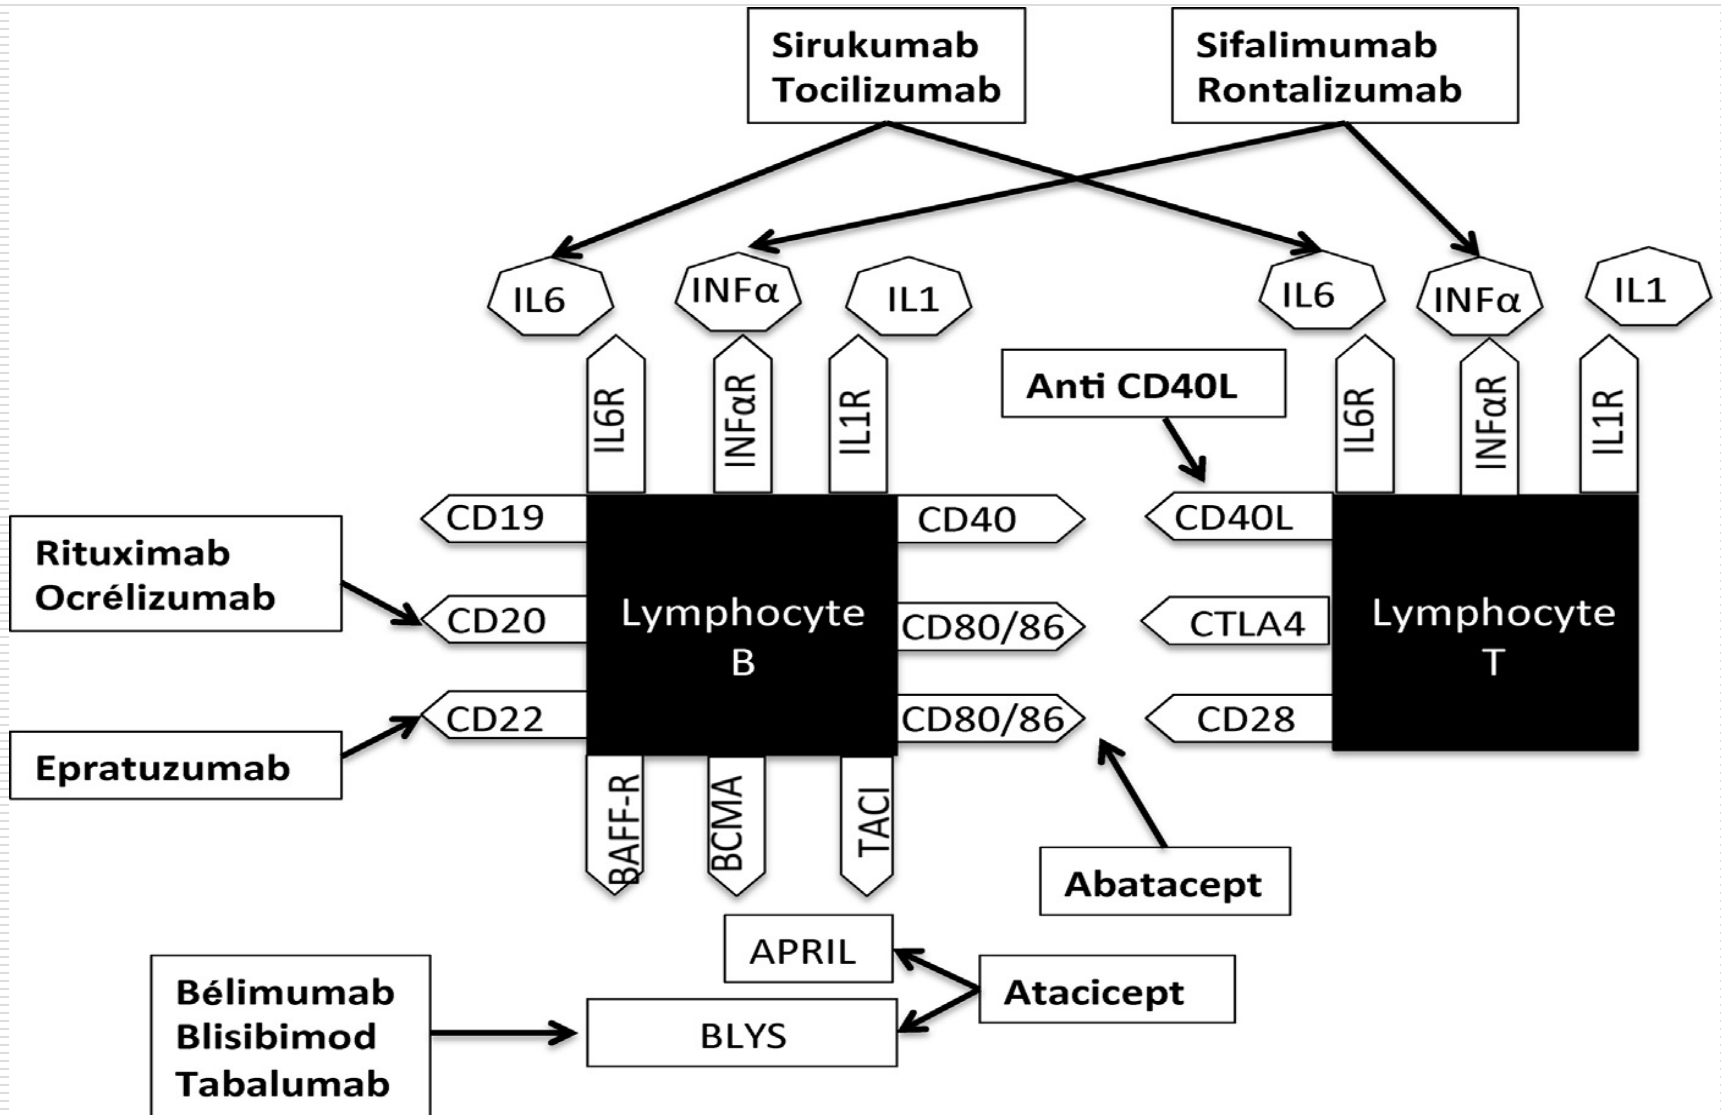 Sirukumab
Tocilizumab
Sifalimumab
Rontalizumab
IL6
INFα
IL1
IL6
INFα
IL1
Anti CD40L
IL6R
INFαR
IL1R
IL6R
INFαR
IL1R
CD19
CD40
CD40L
Rituximab
Ocrélizumab
CD20
Lymphocyte
B
CD80/86
CTLA4
Lymphocyte
T
CD22
CD80/86
CD28
Epratuzumab
BAFF-R
BCMA
TACI
Abatacept
APRIL
Atacicept
Bélimumab
Blisibimod
Tabalumab
BLYS